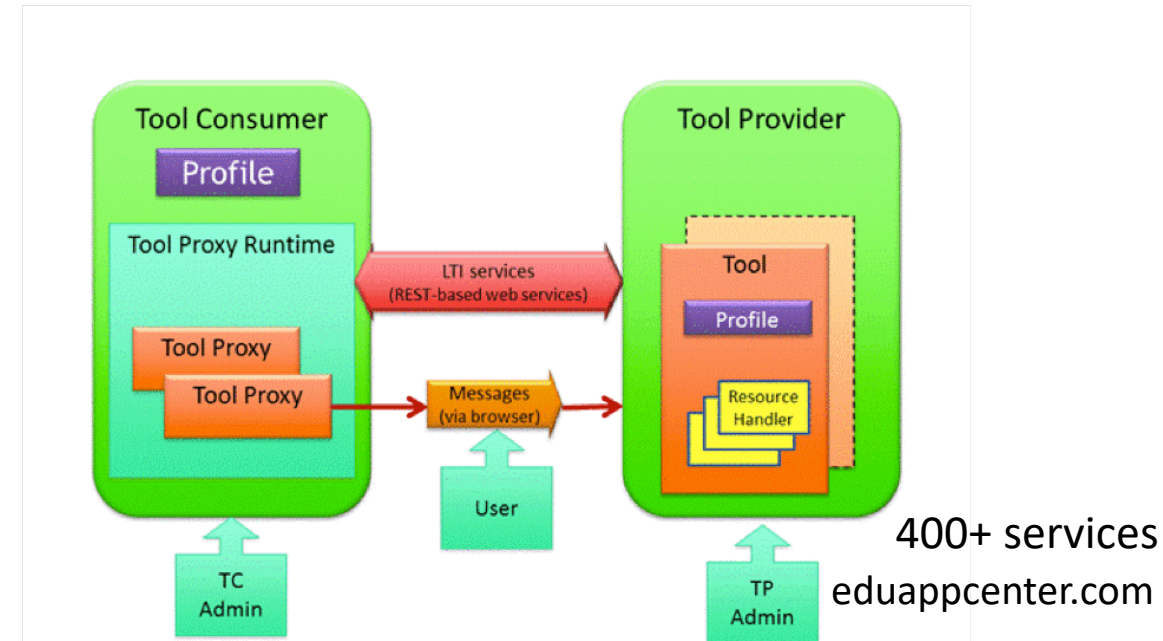 Tool Consumer
Profile
Tool Proxy Runtime
Tool Proxy
Tool Proxy
LTI services
(REST-based web services)
Messages
(via browser)
User
TC
Admin
Tool Provider
Tool
Profile
Resource
Handler
TP
Admin
400+ services
eduappcenter.com